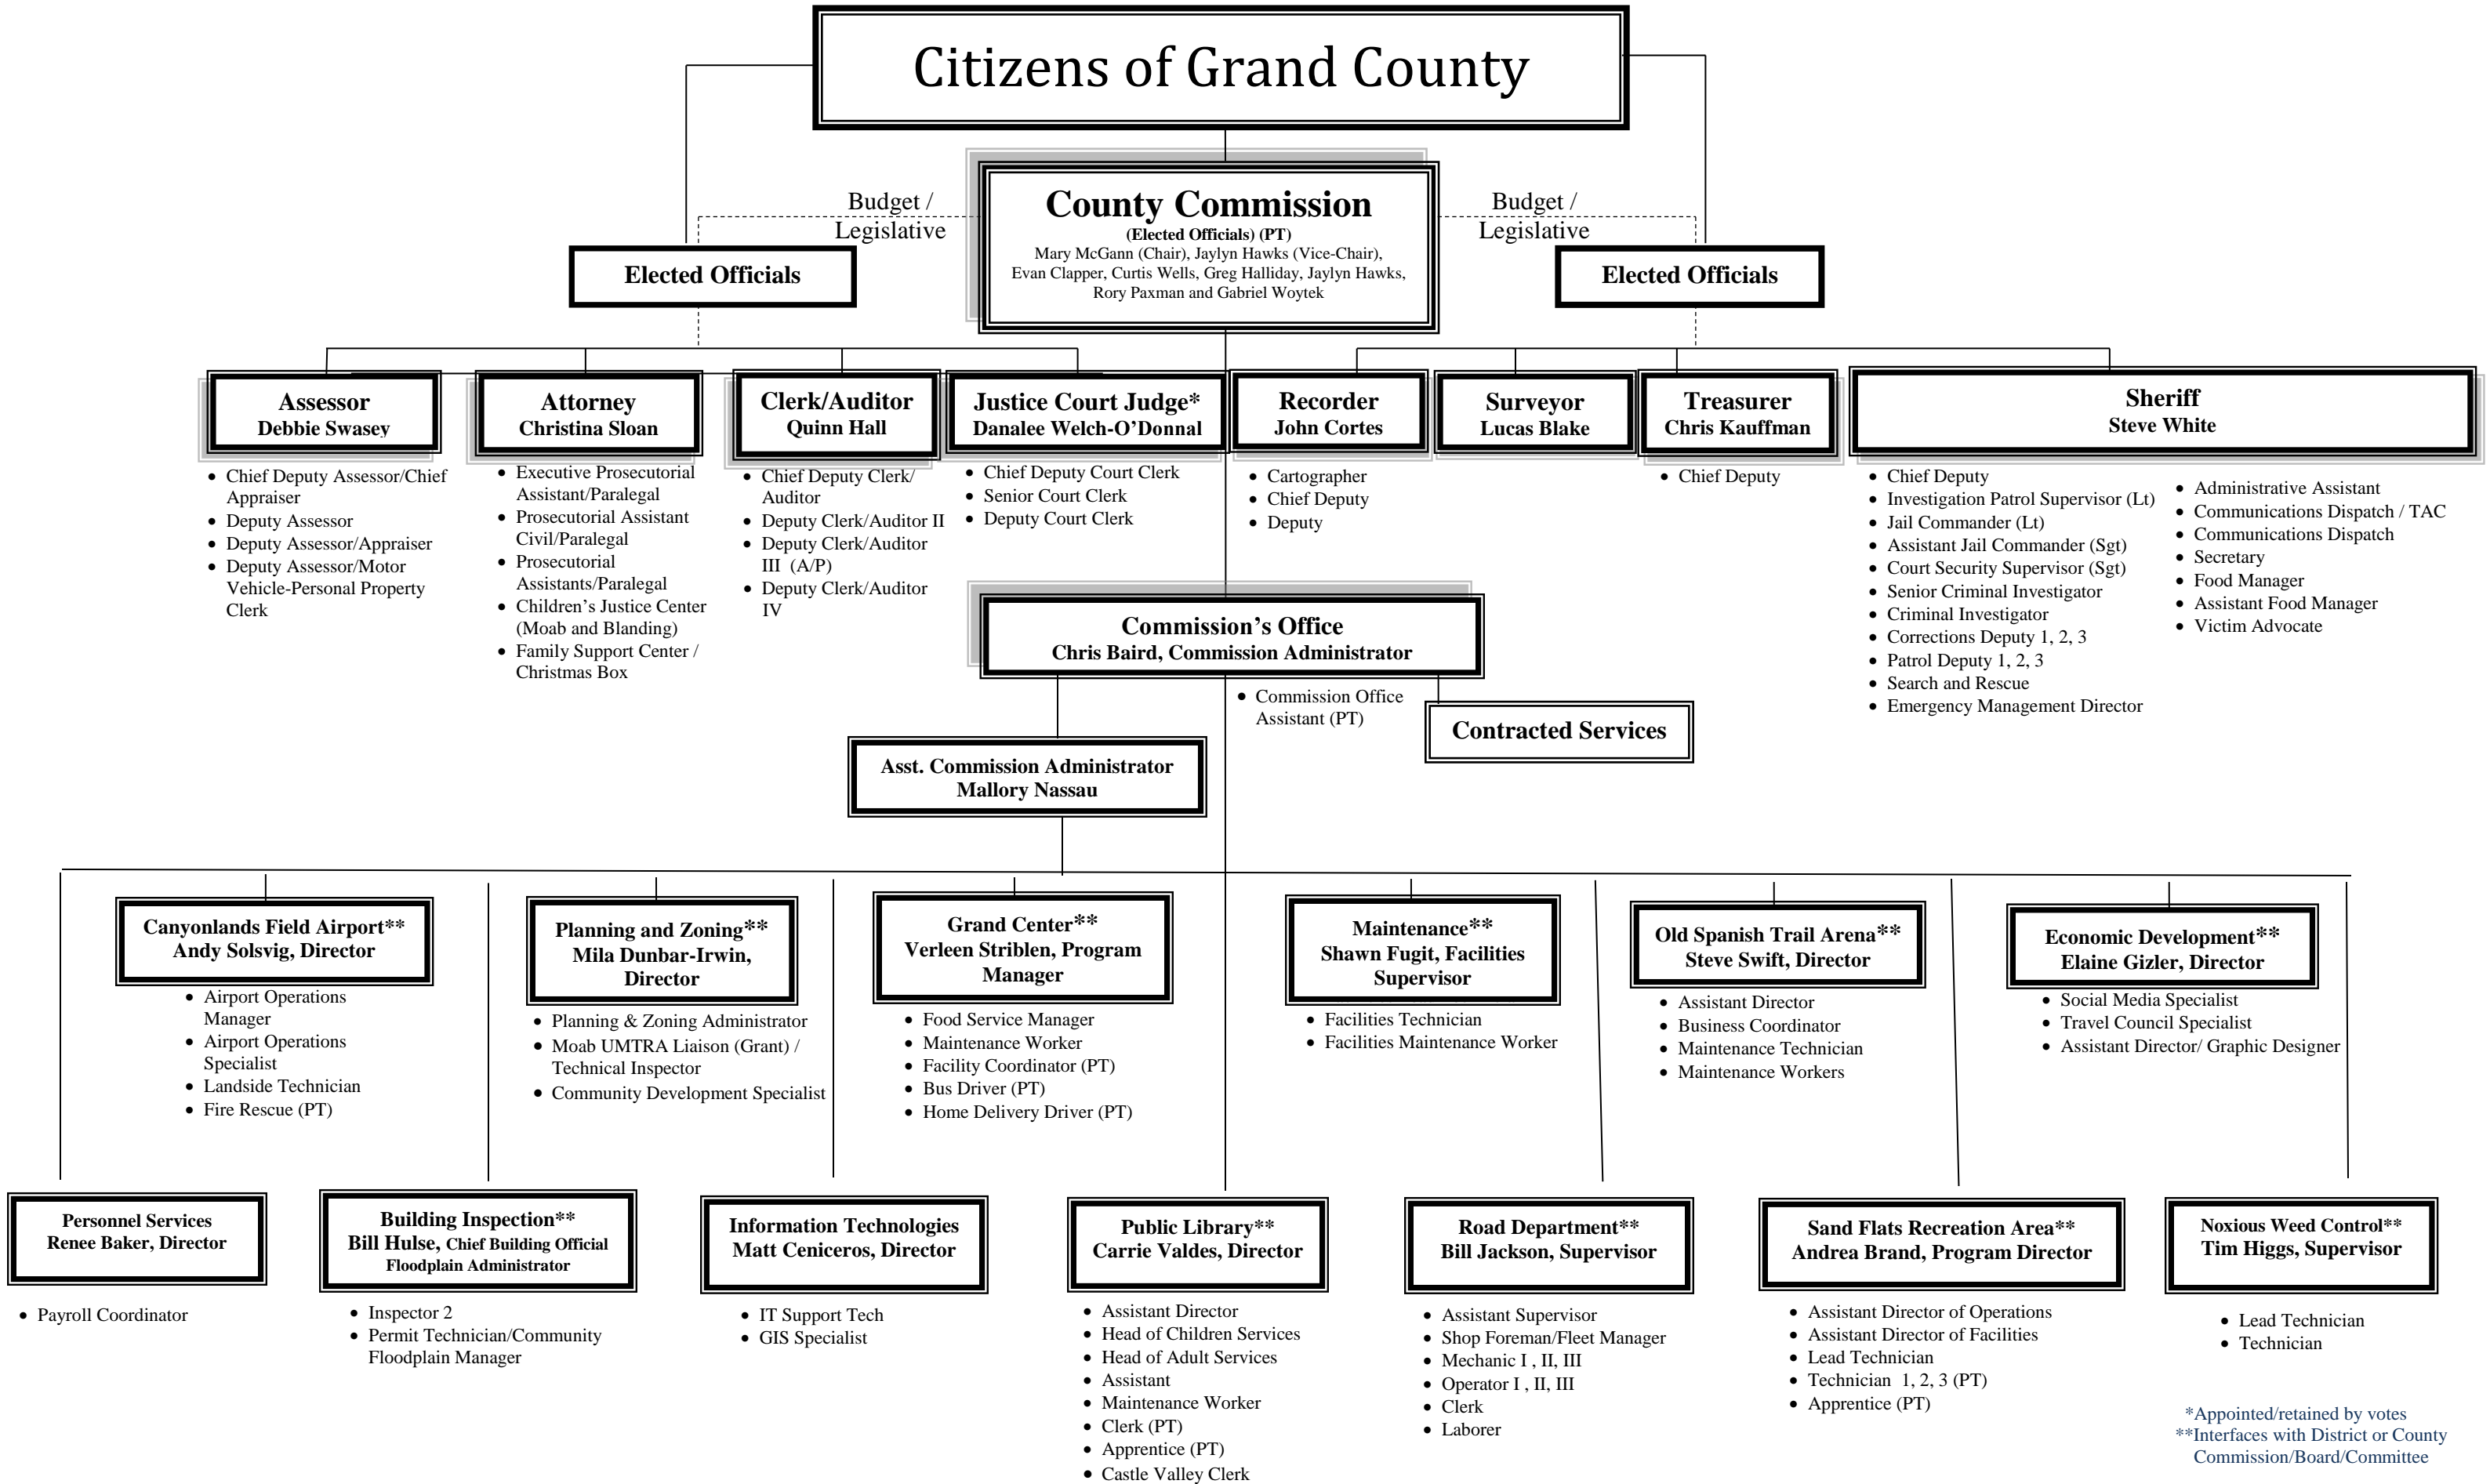 Citizens of Grand County
Budget /
Legislative
County Commission
(Elected Officials) (PT)
Mary McGann (Chair), Jaylyn Hawks (Vice-Chair),
Evan Clapper, Curtis Wells, Greg Halliday, Jaylyn Hawks,
Rory Paxman and Gabriel Woytek
Budget /
Legislative
Elected Officials
Elected Officials
Assessor
Debbie Swasey
• Chief Deputy Assessor/Chief
Appraiser
• Deputy Assessor
• Deputy Assessor/Appraiser
• Deputy Assessor/Motor
Vehicle-Personal Property
Clerk
Attorney
Christina Sloan
• Executive Prosecutorial
Assistant/Paralegal
• Prosecutorial Assistant
Civil/Paralegal
• Prosecutorial
Assistants/Paralegal
• Children’s Justice Center
(Moab and Blanding)
• Family Support Center /
Christmas Box
Clerk/Auditor
Quinn Hall
• Chief Deputy Clerk/
Auditor
• Deputy Clerk/Auditor II
• Deputy Clerk/Auditor
III (A/P)
• Deputy Clerk/Auditor
IV
Justice Court Judge*
Danalee Welch-O’Donnal
• Chief Deputy Court Clerk
• Senior Court Clerk
• Deputy Court Clerk
Recorder
John Cortes
• Cartographer
• Chief Deputy
• Deputy
Surveyor
Lucas Blake
Treasurer
Chris Kauffman
• Chief Deputy
Sheriff
Steve White
• Chief Deputy
• Investigation Patrol Supervisor (Lt)
• Jail Commander (Lt)
• Assistant Jail Commander (Sgt)
• Court Security Supervisor (Sgt)
• Senior Criminal Investigator
• Criminal Investigator
• Corrections Deputy 1, 2, 3
• Patrol Deputy 1, 2, 3
• Search and Rescue
• Emergency Management Director
• Administrative Assistant
• Communications Dispatch / TAC
• Communications Dispatch
• Secretary
• Food Manager
• Assistant Food Manager
• Victim Advocate
Commission’s Office
Chris Baird, Commission Administrator
• Commission Office
Assistant (PT)
Contracted Services
Asst. Commission Administrator
Mallory Nassau
Canyonlands Field Airport**
Andy Solsvig, Director
• Airport Operations
Manager
• Airport Operations
Specialist
• Landside Technician
• Fire Rescue (PT)
Planning and Zoning**
Mila Dunbar-Irwin,
Director
• Planning & Zoning Administrator
• Moab UMTRA Liaison (Grant) /
Technical Inspector
• Community Development Specialist
Grand Center**
Verleen Striblen, Program
Manager
• Food Service Manager
• Maintenance Worker
• Facility Coordinator (PT)
• Bus Driver (PT)
• Home Delivery Driver (PT)
Maintenance**
Shawn Fugit, Facilities
Supervisor
• Facilities Technician
• Facilities Maintenance Worker
Old Spanish Trail Arena**
Steve Swift, Director
• Assistant Director
• Business Coordinator
• Maintenance Technician
• Maintenance Workers
Economic Development**
Elaine Gizler, Director
• Social Media Specialist
• Travel Council Specialist
• Assistant Director/ Graphic Designer
Personnel Services
Renee Baker, Director
• Payroll Coordinator
Building Inspection**
Bill Hulse, Chief Building Official
Floodplain Administrator
• Inspector 2
• Permit Technician/Community
Floodplain Manager
Information Technologies
Matt Ceniceros, Director
• IT Support Tech
• GIS Specialist
Public Library**
Carrie Valdes, Director
• Assistant Director
• Head of Children Services
• Head of Adult Services
• Assistant
• Maintenance Worker
• Clerk (PT)
• Apprentice (PT)
• Castle Valley Clerk
Road Department**
Bill Jackson, Supervisor
• Assistant Supervisor
• Shop Foreman/Fleet Manager
• Mechanic I , II, III
• Operator I , II, III
• Clerk
• Laborer
Sand Flats Recreation Area**
Andrea Brand, Program Director
• Assistant Director of Operations
• Assistant Director of Facilities
• Lead Technician
• Technician 1, 2, 3 (PT)
• Apprentice (PT)
Noxious Weed Control**
Tim Higgs, Supervisor
• Lead Technician
• Technician
*Appointed/retained by votes
**Interfaces with District or County
Commission/Board/Committee